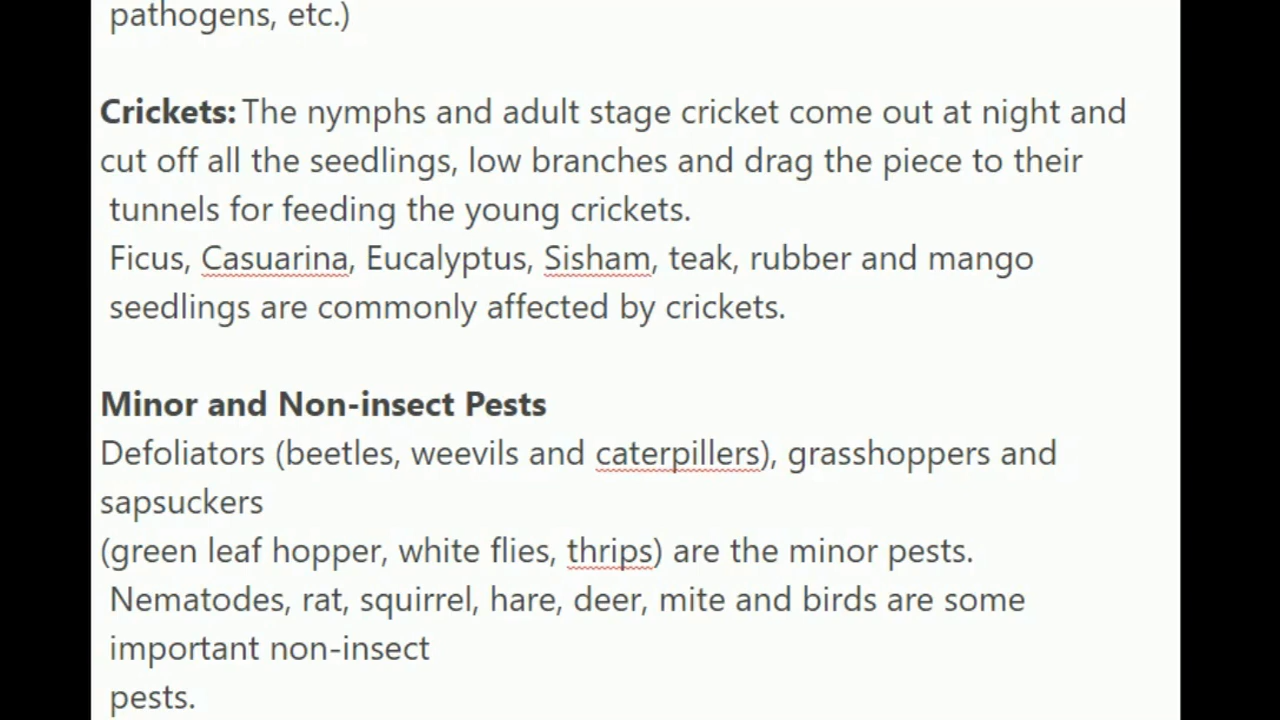 pathogens, etc.)
Crickets: The nymphs and adult stage cricket come out at night and
cut off all the seedlings, low branches and drag the piece to their
tunnels for feeding the young crickets.
Ficus, Casuarina, Eucalyptus, Sisham, teak, rubber and mango
seedlings are commonly affected by crickets.
Minor and Non-insect Pests
Defoliators (beetles, weevils and caterpillers), grasshoppers and
sapsuckers
(green leaf hopper, white flies, thrips) are the minor pests.
Nematodes, rat, squirrel, hare, deer, mite and birds are some
important non-insect
pests.